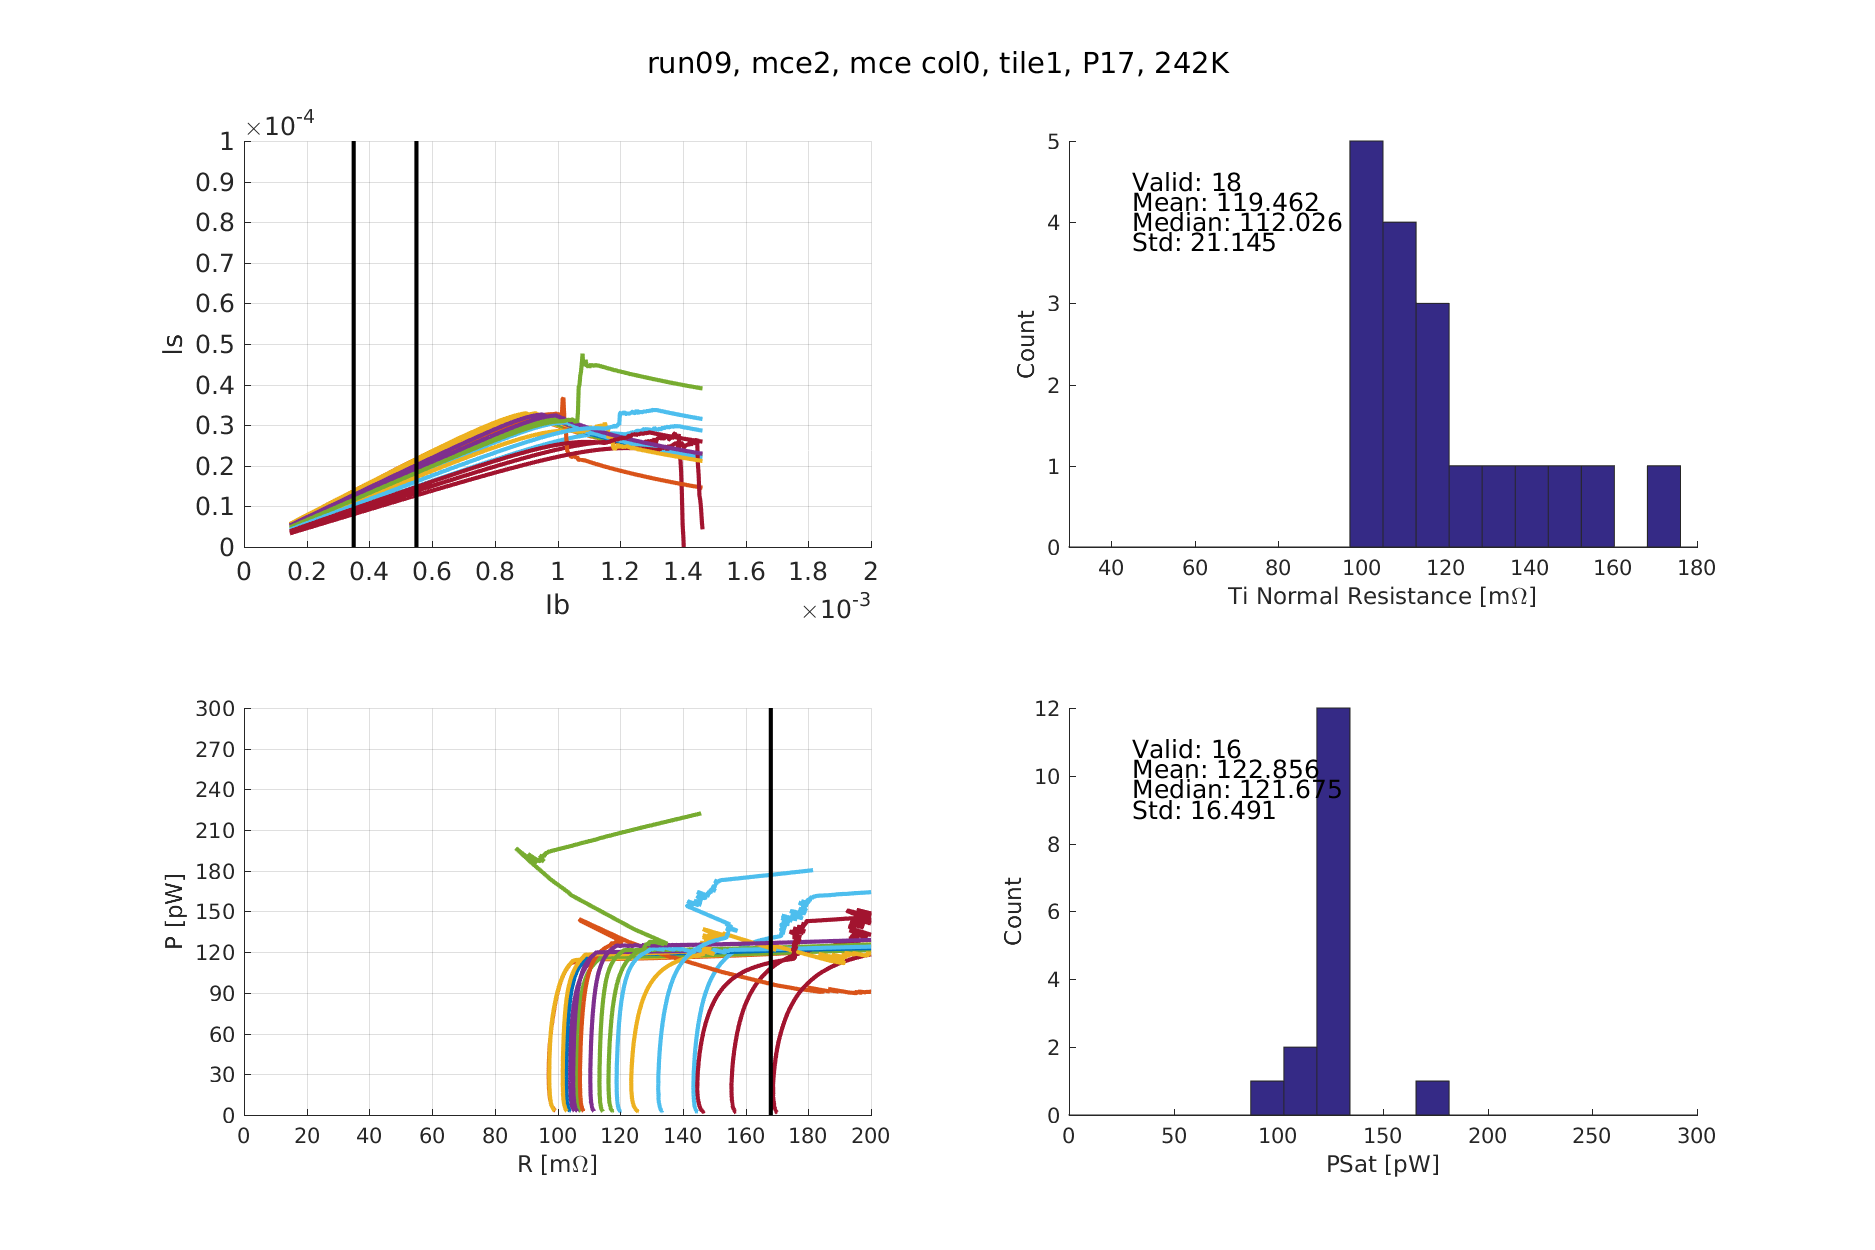 run09, mce2, mce col0, tile1, P17, 242K
×10-4
1
0.9
0.8
0.7
0.6
0.5
0.4
0.3
0.2
0.1
0
Is
0 0.2 0.4 0.6 0.8 1 1.2 1.4 1.6 1.8 2
Ib
×10-3
5
4
3
2
1
0
Count
Valid: 18
Mean: 119.462
Median: 112.026
Std: 21.145
40 60 80 100 120 140 160 180
Ti Normal Resistance [mΩ]
300
270
240
210
180
150
120
90
60
30
0
P [pW]
0 20 40 60 80 100 120 140 160 180 200
R [mΩ]
12
10
8
6
4
2
0
Count
Valid: 16
Mean: 122.856
Median: 121.675
Std: 16.491
0 50 100 150 200 250 300
PSat [pW]